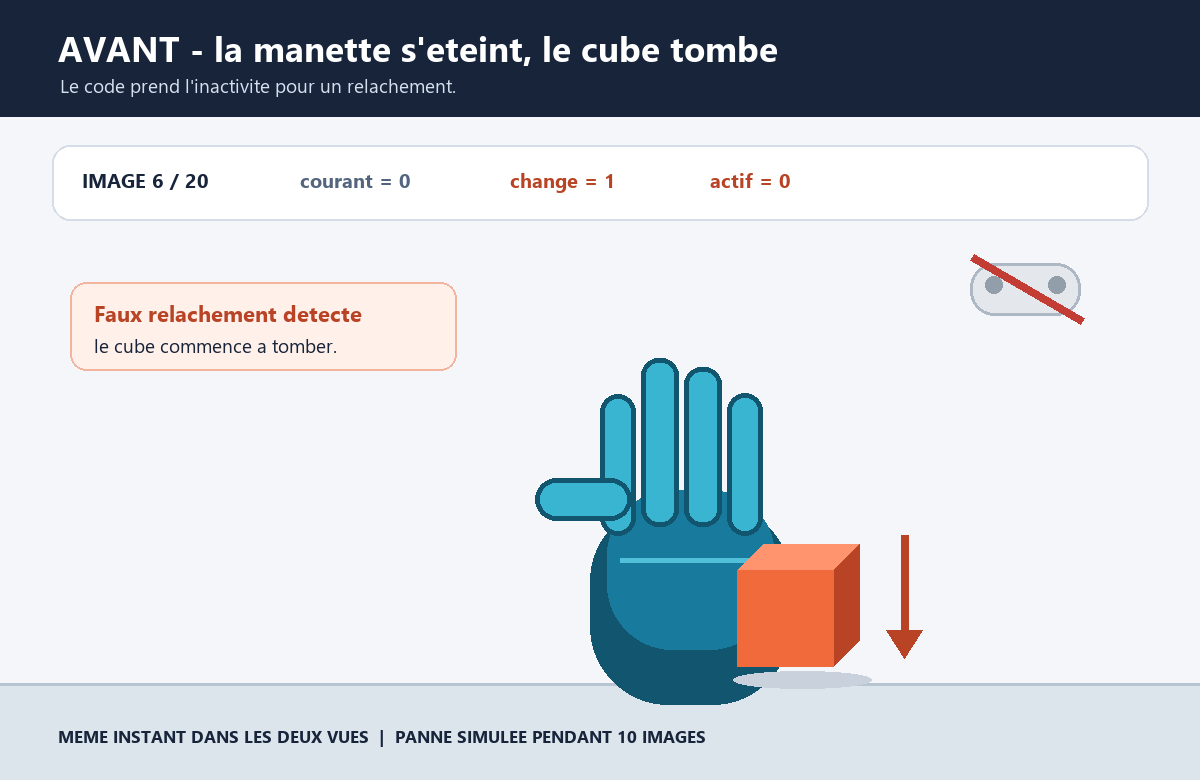 AVANT - la manette s'eteint, le cube tombe
Le code prend l'inactivite pour un relachement.
IMAGE 6 / 20 courant = 0 change = 1 actif = 0
Faux relachement detecte
le cube commence a tomber.
MEME INSTANT DANS LES DEUX VUES | PANNE SIMULEE PENDANT 10 IMAGES